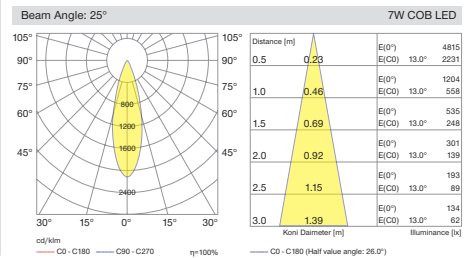 Beam Angle: 25° 7W COB LED
105° 105°
90° 90°
75° 75°
60° 60°
45° 45°
800
1200
1600
2400
30° 15° 0° 15° 30°
cd/klm
C0 - C180 C90 - C270 η=100%
Distance [m]
0.5 0.23 E(0°) 4815
E(C0) 13.0° 2231
1.0 0.46 E(0°) 1204
E(C0) 13.0° 558
1.5 0.69 E(0°) 535
E(C0) 13.0° 248
2.0 0.92 E(0°) 301
E(C0) 13.0° 139
2.5 1.15 E(0°) 193
E(C0) 13.0° 89
3.0 1.39 E(0°) 134
E(C0) 13.0° 62
Koni Daimeter [m] Illuminance [lx]
C0 - C180 (Half value angle: 26.0°)